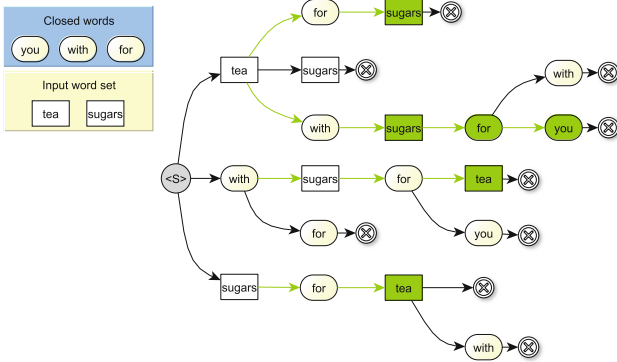 Closed words
you with for
Input word set
tea sugars
for sugars
tea sugars
with
with sugars for you
<S> with sugars for tea
for you
sugars for tea
with